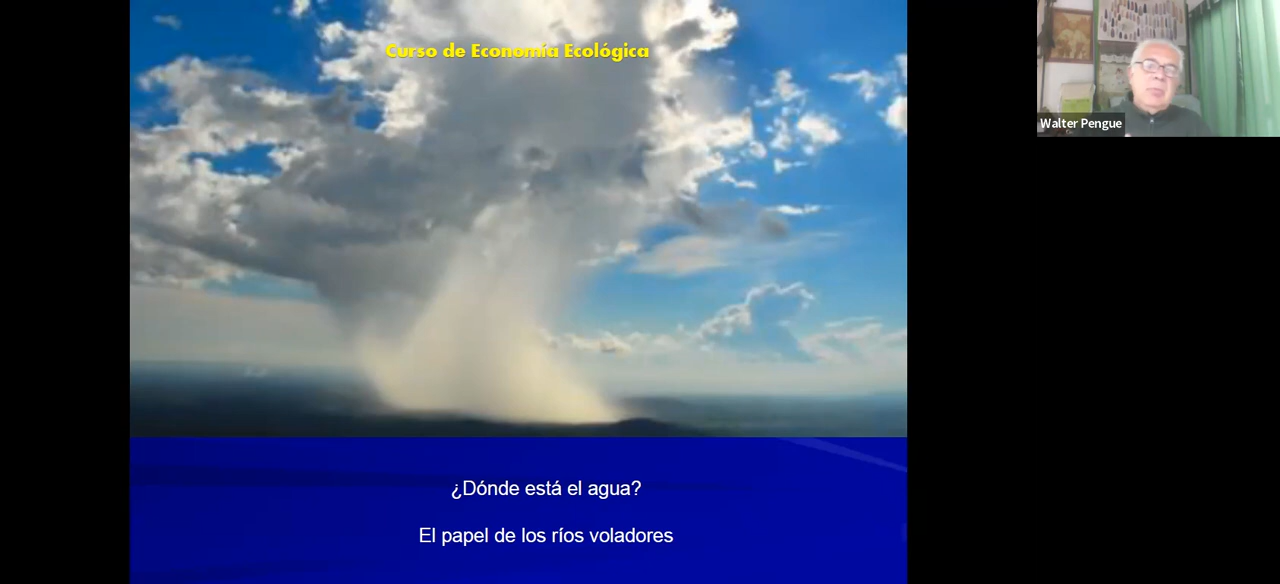 Curso de Economía Ecológica
Walter Pengue
¿Dónde está el agua?
El papel de los ríos voladores